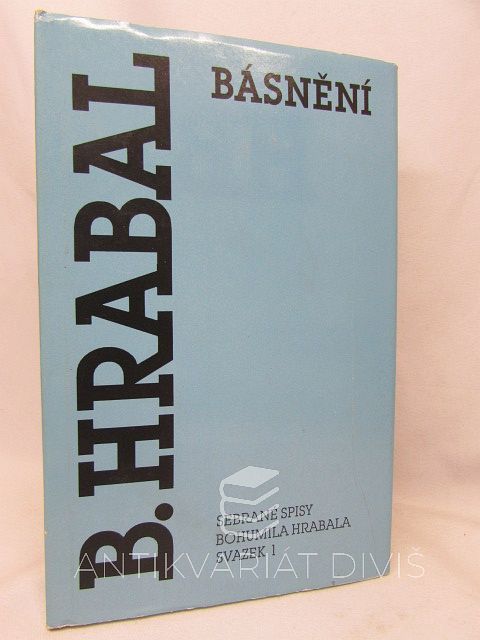 B. HRABAL
BÁSNĚNÍ
SEBRANÉ SPISY
BOHUMILA HRABALA
SVAZEK 1
ANTIKVARIÁT DIVIŠ